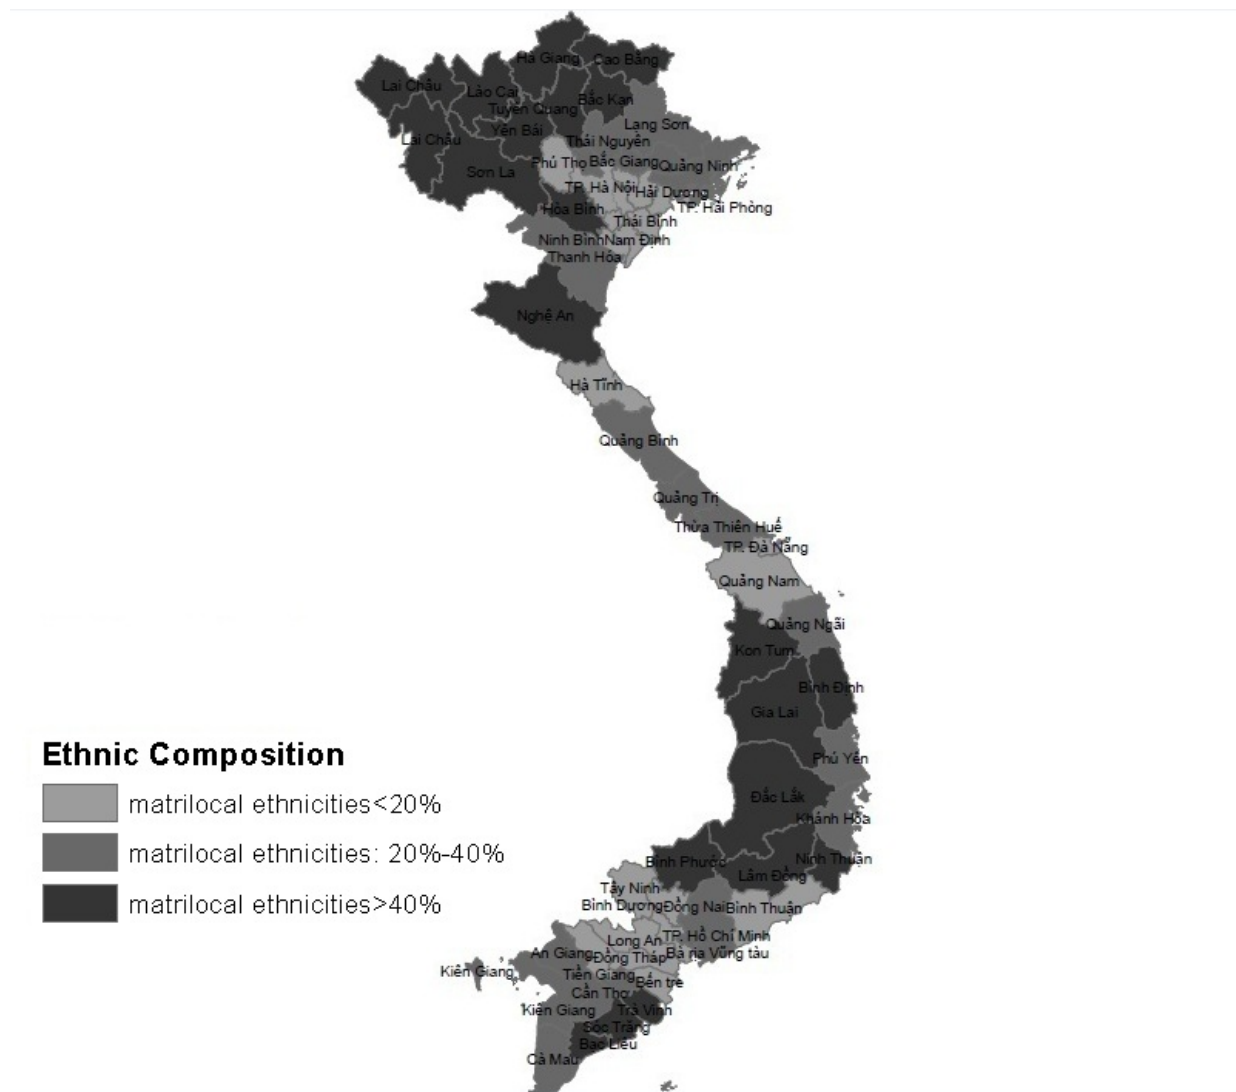 Hà Giang
Cao Bằng
Lai Châu
Lào Cai
Bắc Kạn
Tuyên Quang
Lạng Sơn
Yên Bái
Lai Châu
Thái Nguyên
Phú Thọ
Bắc Giang
Quảng Ninh
Sơn La
TP. Hà Nội
Hải Dương
TP. Hải Phòng
Hòa Bình
Thái Bình
Ninh Bình
Nam Định
Thanh Hóa
Nghệ An
Hà Tĩnh
Quảng Bình
Quảng Trị
Thừa Thiên Huế
TP. Đà Nẵng
Quảng Nam
Quảng Ngãi
Kon Tum
Bình Định
Gia Lai
Phú Yên
Đắc Lắk
Khánh Hòa
Ninh Thuận
Bình Phước
Lâm Đồng
Tây Ninh
Bình Dương
Đồng Nai
Bình Thuận
TP. Hồ Chí Minh
Long An
An Giang
Đồng Tháp
Bà rịa Vũng tàu
Kiên Giang
Tiền Giang
Bến tre
Cần Thơ
Kiên Giang
Trà Vinh
Sóc Trăng
Bạc Liêu
Cà Mau
Ethnic Composition
matrilocal ethnicities<20%
matrilocal ethnicities: 20%-40%
matrilocal ethnicities>40%